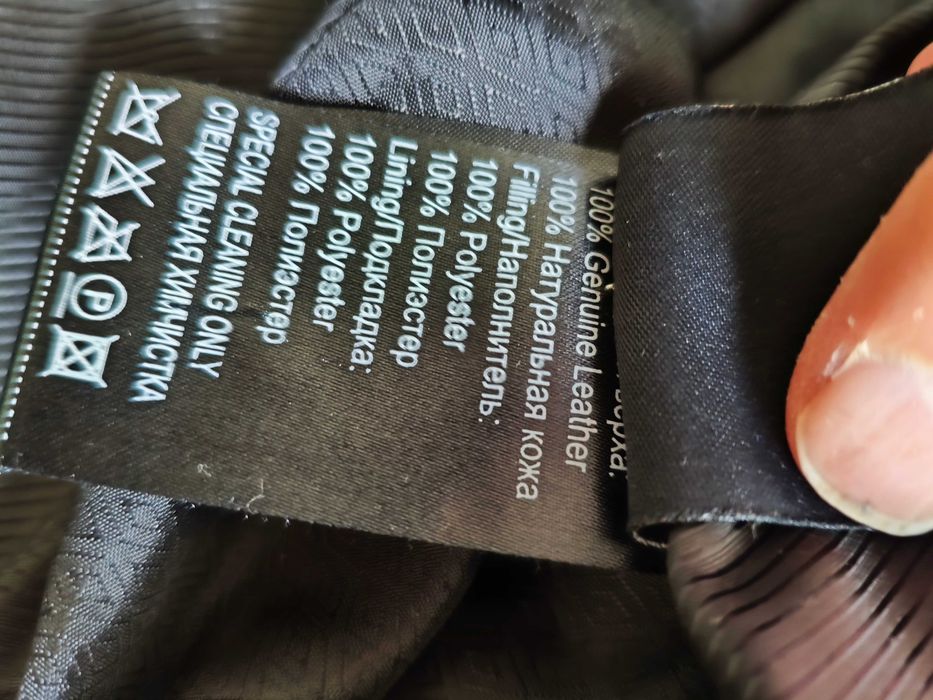 верха:
100% Genuine Leather
100% Натуральная кожа
Filling/Наполнитель:
100% Polyester
100% Полиэстер
Lining/Подкладка:
100% Polyester
100% Полиэстер
SPECIAL CLEANING ONLY
СПЕЦИАЛЬНАЯ ХИМЧИСТКА
P